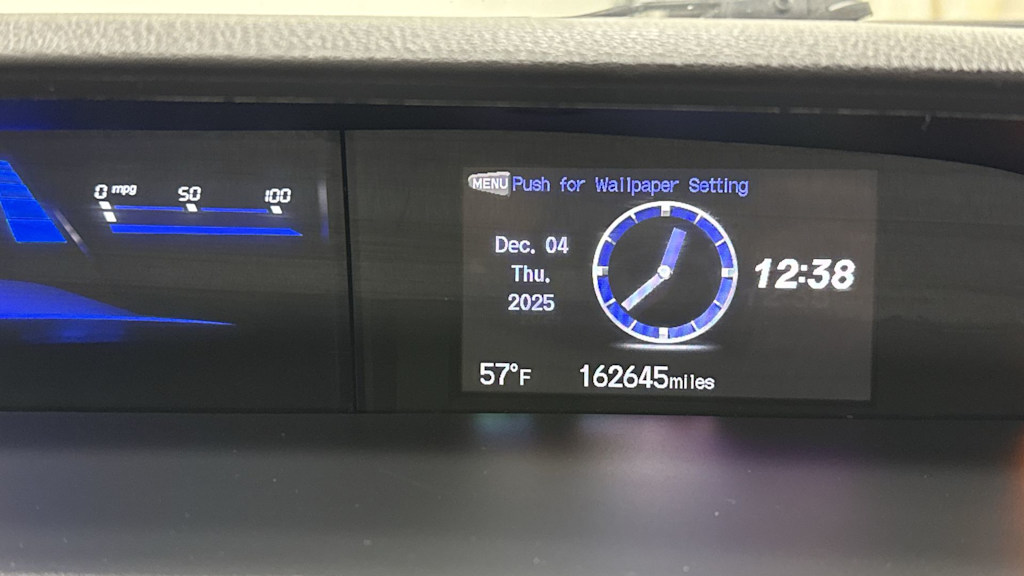 0 mpg 50 100
MENU Push for Wallpaper Setting
Dec. 04
Thu.
2025
12:38
57°F
162645miles